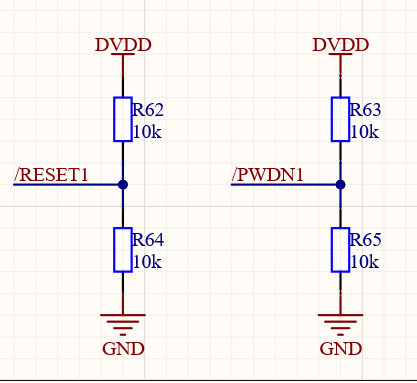 DVDD
R62
10k
/RESET1
R64
10k
GND
DVDD
R63
10k
/PWDN1
R65
10k
GND